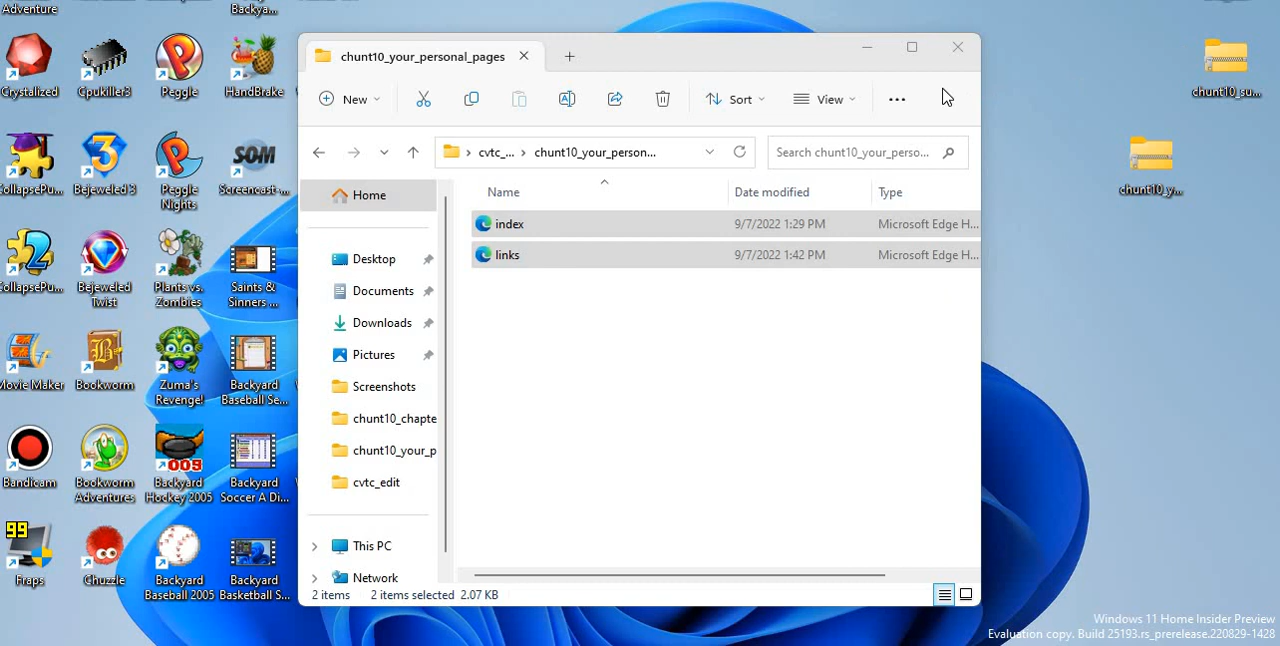 Adventure
Backya...
Crystalized
Cpukiller3
Peggle
HandBrake
CollapsePu...
Bejeweled 3
Peggle
Nights
SOM
Screencast-...
2
CollapsePu...
Bejeweled
Twist
Plants vs.
Zombies
Saints &
Sinners ...
Movie Maker
Bookworm
Zuma's
Revenge!
Backyard
Baseball Se...
Bandicam
Bookworm
Adventures
2005
Backyard
Hockey 2005
Backyard
Soccer A Di...
99
Fraps
Chuzzle
Backyard
Baseball 2005
Backyard
Basketball S...
chunt10_your_personal_pages
New
Sort
View
cvtc_...
chunt10_your_person...
Search chunt10_your_perso...
Home
Desktop
Documents
Downloads
Pictures
Screenshots
chunt10_chapte
chunt10_your_p
cvtc_edit
This PC
Network
Name
Date modified
Type
index
9/7/2022 1:29 PM
Microsoft Edge H...
links
9/7/2022 1:42 PM
Microsoft Edge H...
2 items
2 items selected
2.07 KB
chunt10_su...
chunt10_y...
Windows 11 Home Insider Preview
Evaluation copy. Build 25193.rs_prerelease.220829-1428